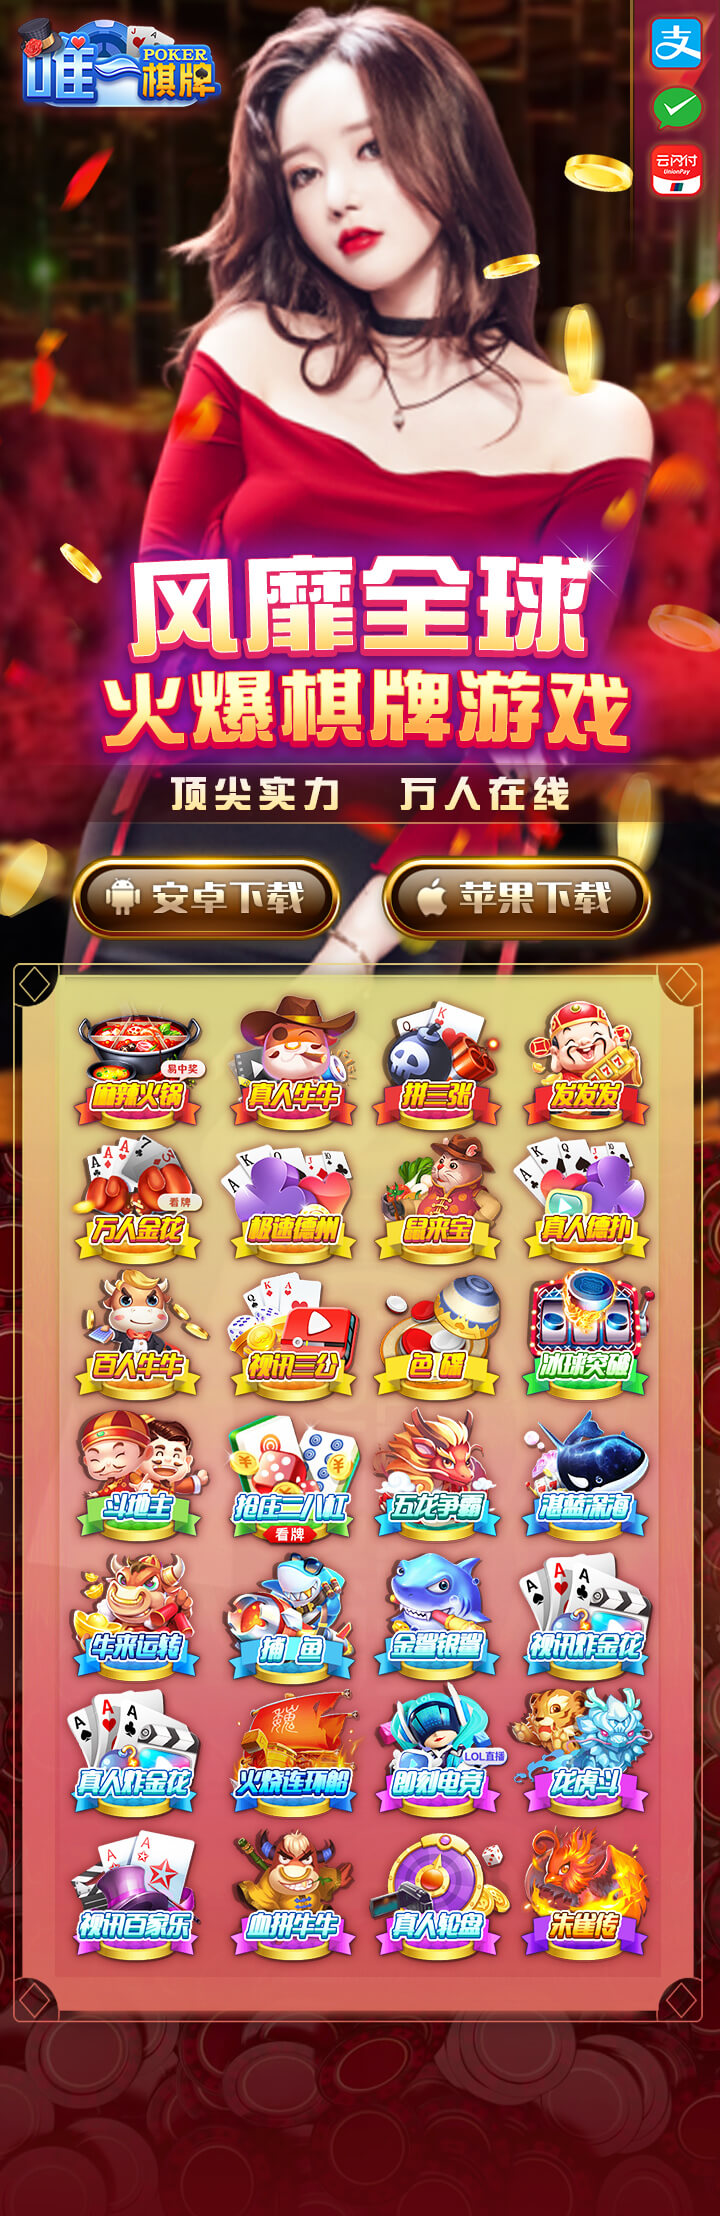 POKER
唯一棋牌
云闪付
UnionPay
风靡全球
火爆棋牌游戏
顶尖实力 万人在线
安卓下载 苹果下载
易中奖
麻辣火锅 真人牛牛 拼三张 发发发
看牌
万人金花 极速德州 鼠来宝 真人德扑
百人牛牛 视讯三公 色碟 冰球突破
斗地主 抢庄二八杠 五龙争霸 湛蓝深海
看牌
牛来运转 捕鱼 金鲨银鲨 视讯炸金花
魏
LOL直播
真人炸金花 火烧连环船 即刻电竞 龙虎斗
视讯百家乐 血拼牛牛 真人轮盘 朱雀传